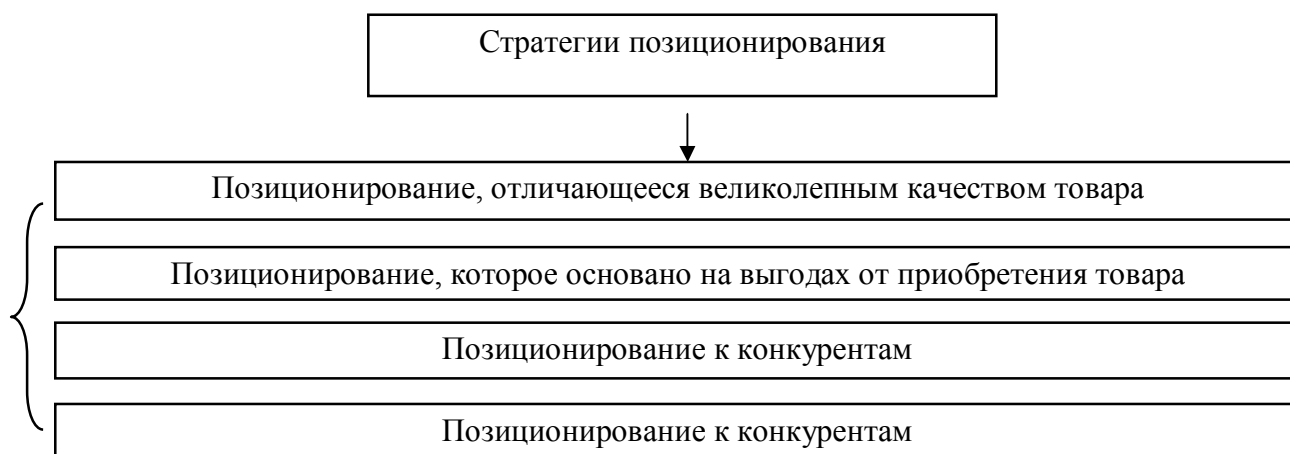 Стратегии позиционирования
Позиционирование, отличающееся великолепным качеством товара
Позиционирование, которое основано на выгодах от приобретения товара
Позиционирование к конкурентам
Позиционирование к конкурентам